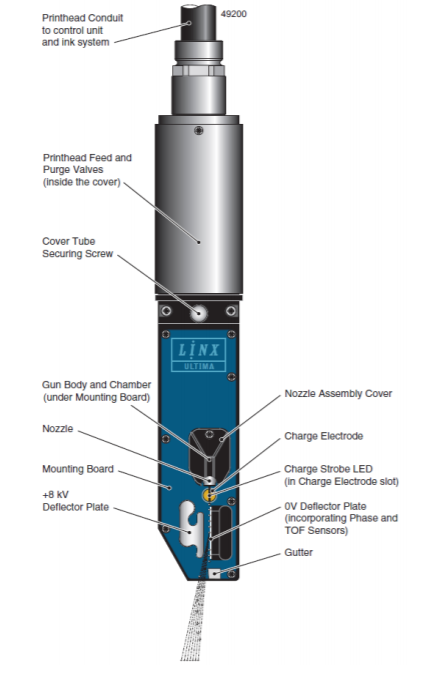 Printhead Conduit
to control unit
and ink system
49200
Printhead Feed and
Purge Valves
(inside the cover)
Cover Tube
Securing Screw
LINX
ULTIMA
Gun Body and Chamber
(under Mounting Board)
Nozzle
Mounting Board
+8 kV
Deflector Plate
Nozzle Assembly Cover
Charge Electrode
Charge Strobe LED
(in Charge Electrode slot)
0V Deflector Plate
(incorporating Phase and
TOF Sensors)
Gutter